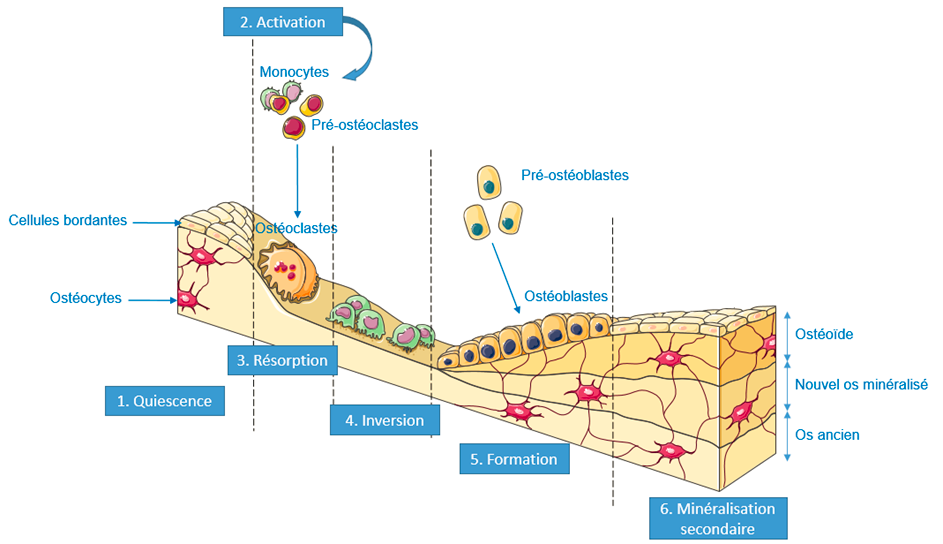 2. Activation
Monocytes
Pré-ostéoclastes
Pré-ostéoblastes
Cellules bordantes
Ostéoclastes
Ostéocytes
Ostéoblastes
Ostéoïde
3. Résorption
Nouvel os minéralisé
1. Quiescence
4. Inversion
Os ancien
5. Formation
6. Minéralisation
secondaire